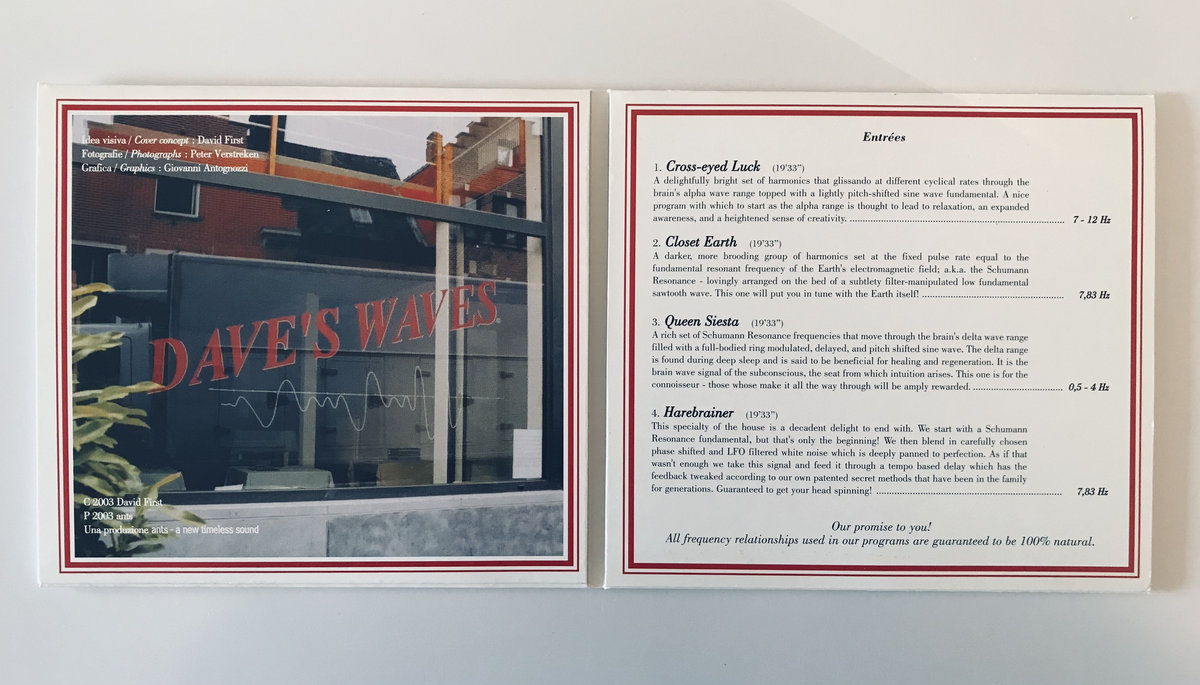 Idea visiva / Cover concept : David First
Fotografie / Photographs : Peter Verstreken
Grafica / Graphics : Giovanni Antognozzi
DAVE'S WAVES
C 2003 David First
P 2003 ants
Una produzione ants - a new timeless sound
Entrées
1. Cross-eyed Luck (19'33")
A delightfully bright set of harmonics that glissando at different cyclical rates through the
brain's alpha wave range topped with a lightly pitch-shifted sine wave fundamental. A nice
program with which to start as the alpha range is thought to lead to relaxation, an expanded
awareness, and a heightened sense of creativity. ........ 7 - 12 Hz
2. Closet Earth (19'33")
A darker, more brooding group of harmonics set at the fixed pulse rate equal to the
fundamental resonant frequency of the Earth's electromagnetic field; a.k.a. the Schumann
Resonance - lovingly arranged on the bed of a subtlety filter-manipulated low fundamental
sawtooth wave. This one will put you in tune with the Earth itself! ........ 7,83 Hz
3. Queen Siesta (19'33")
A rich set of Schumann Resonance frequencies that move through the brain's delta wave range
filled with a full-bodied ring modulated, delayed, and pitch shifted sine wave. The delta range
is found during deep sleep and is said to be beneficial for healing and regeneration. It is the
brain wave signal of the subconscious, the seat from which intuition arises. This one is for the
connoisseur - those whose make it all the way through will be amply rewarded. ........ 0,5 - 4 Hz
4. Harebrainer (19'33")
This specialty of the house is a decadent delight to end with. We start with a Schumann
Resonance fundamental, but that's only the beginning! We then blend in carefully chosen
phase shifted and LFO filtered white noise which is deeply panned to perfection. As if that
wasn't enough we take this signal and feed it through a tempo based delay which has the
feedback tweaked according to our own patented secret methods that have been in the family
for generations. Guaranteed to get your head spinning! ........ 7,83 Hz
Our promise to you!
All frequency relationships used in our programs are guaranteed to be 100% natural.